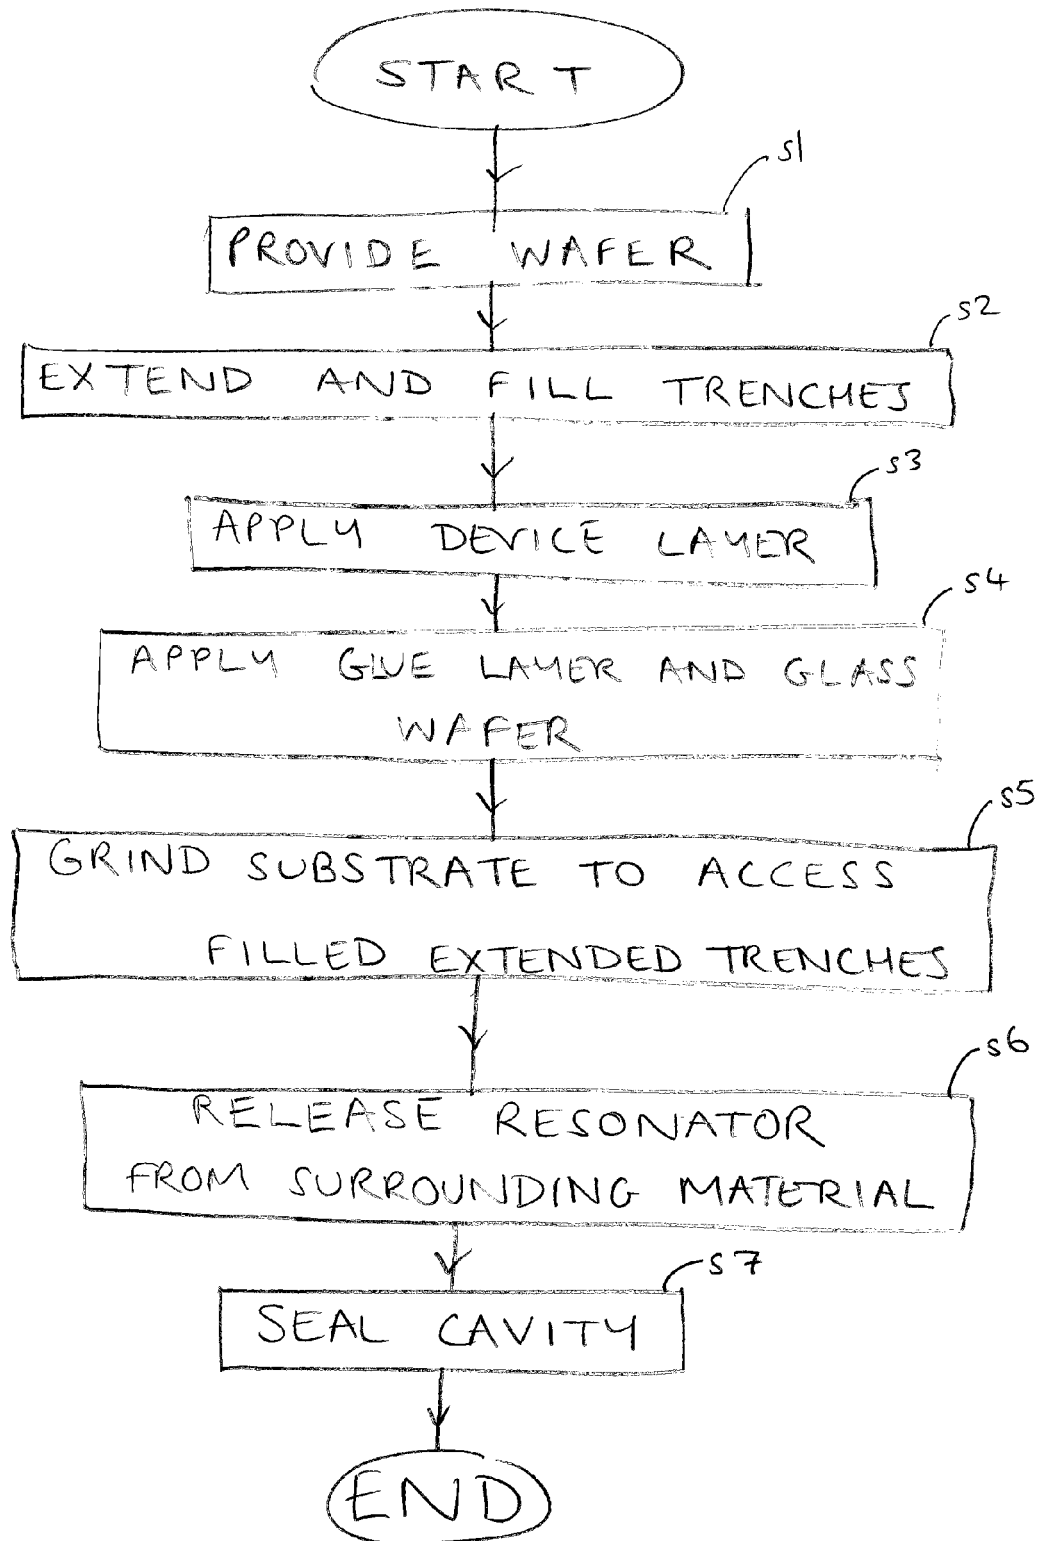 START
s1
PROVIDE WAFER
s2
EXTEND AND FILL TRENCHES
s3
APPLY DEVICE LAYER
s4
APPLY GLUE LAYER AND GLASS
WAFER
s5
GRIND SUBSTRATE TO ACCESS
FILLED EXTENDED TRENCHES
s6
RELEASE RESONATOR
FROM SURROUNDING MATERIAL
s7
SEAL CAVITY
END